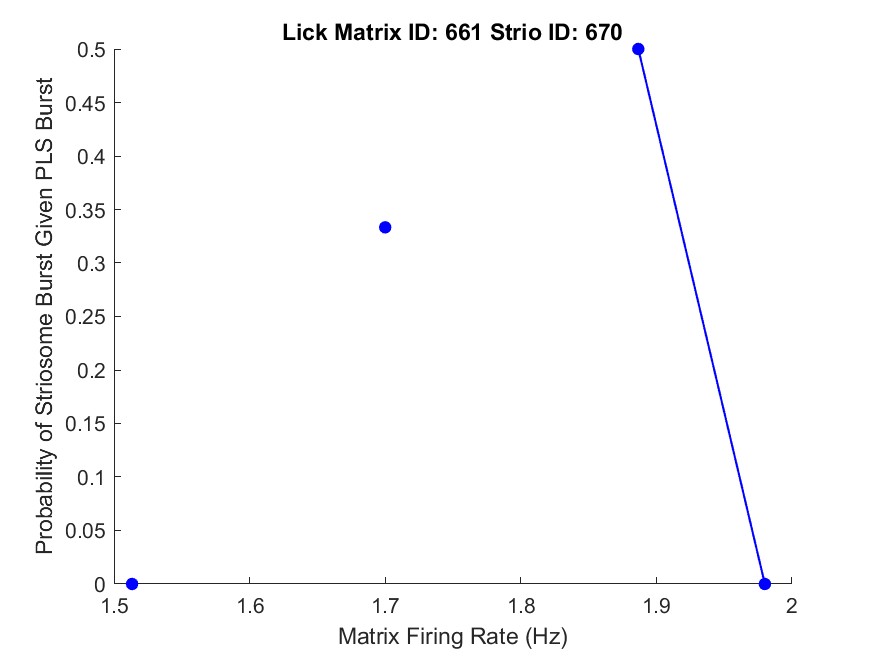 Lick Matrix ID: 661 Strio ID: 670
Probability of Striosome Burst Given PLS Burst
0.5
0.45
0.4
0.35
0.3
0.25
0.2
0.15
0.1
0.05
0
1.5 1.6 1.7 1.8 1.9 2
Matrix Firing Rate (Hz)